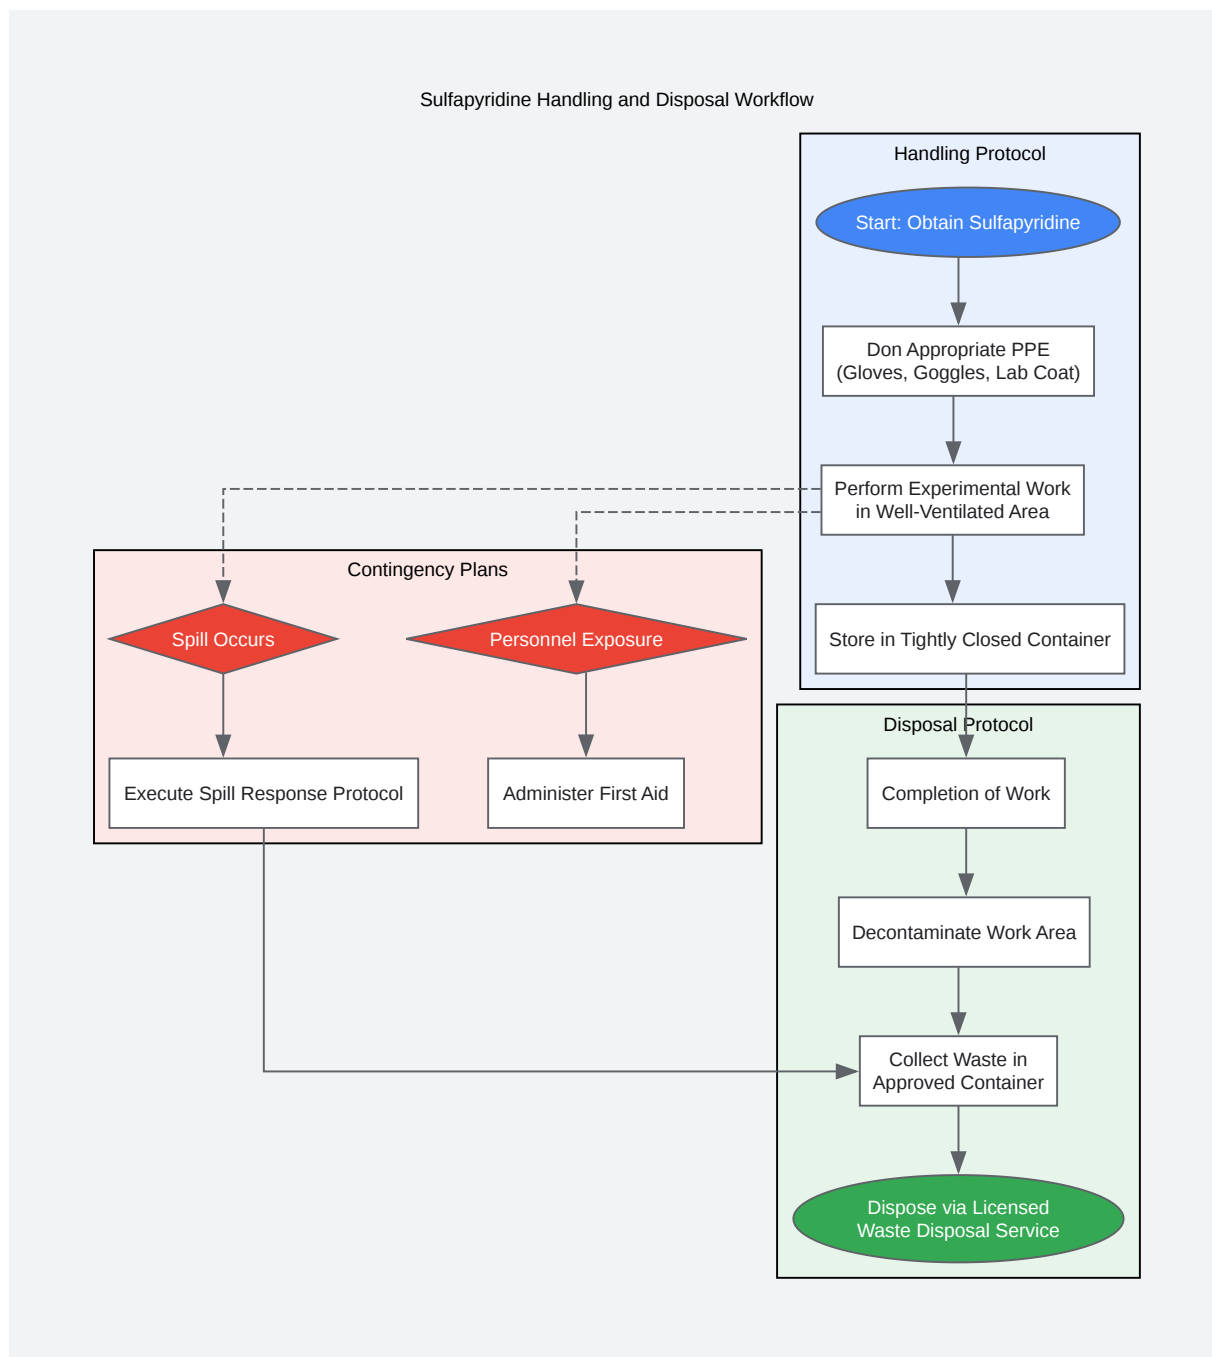 Sulfapyridine Handling and Disposal Workflow
Handling Protocol
Start: Obtain Sulfapyridine
Don Appropriate PPE
(Gloves, Goggles, Lab Coat)
Perform Experimental Work
in Well-Ventilated Area
Store in Tightly Closed Container
Contingency Plans
Spill Occurs
Personnel Exposure
Execute Spill Response Protocol
Administer First Aid
Disposal Protocol
Completion of Work
Decontaminate Work Area
Collect Waste in
Approved Container
Dispose via Licensed
Waste Disposal Service